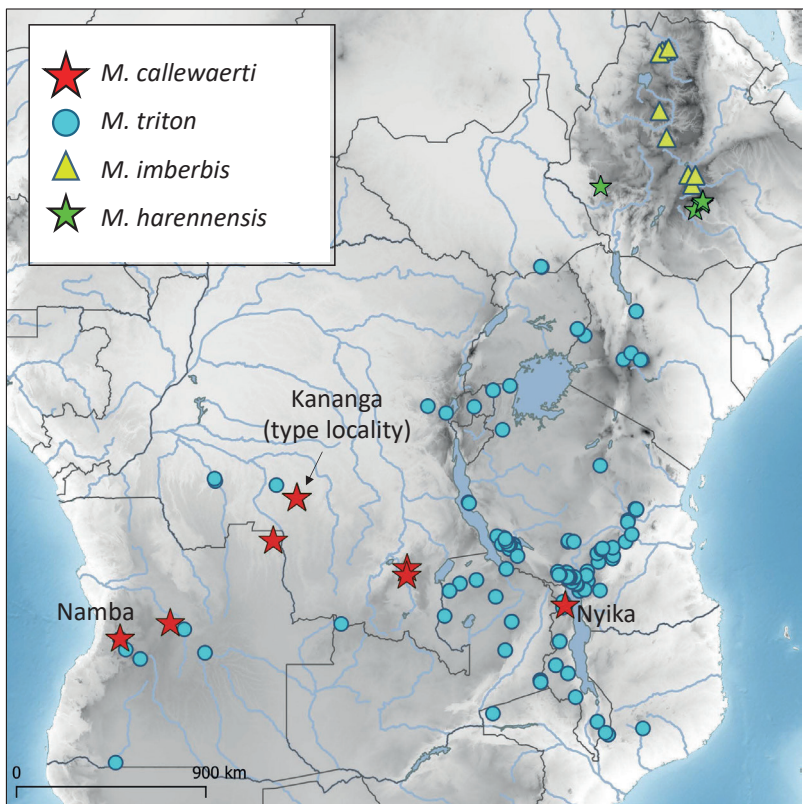 M. callewaerti
M. triton
M. imberbis
M. harennensis
Kananga
(type locality)
Namba
Nyika
0 900 km